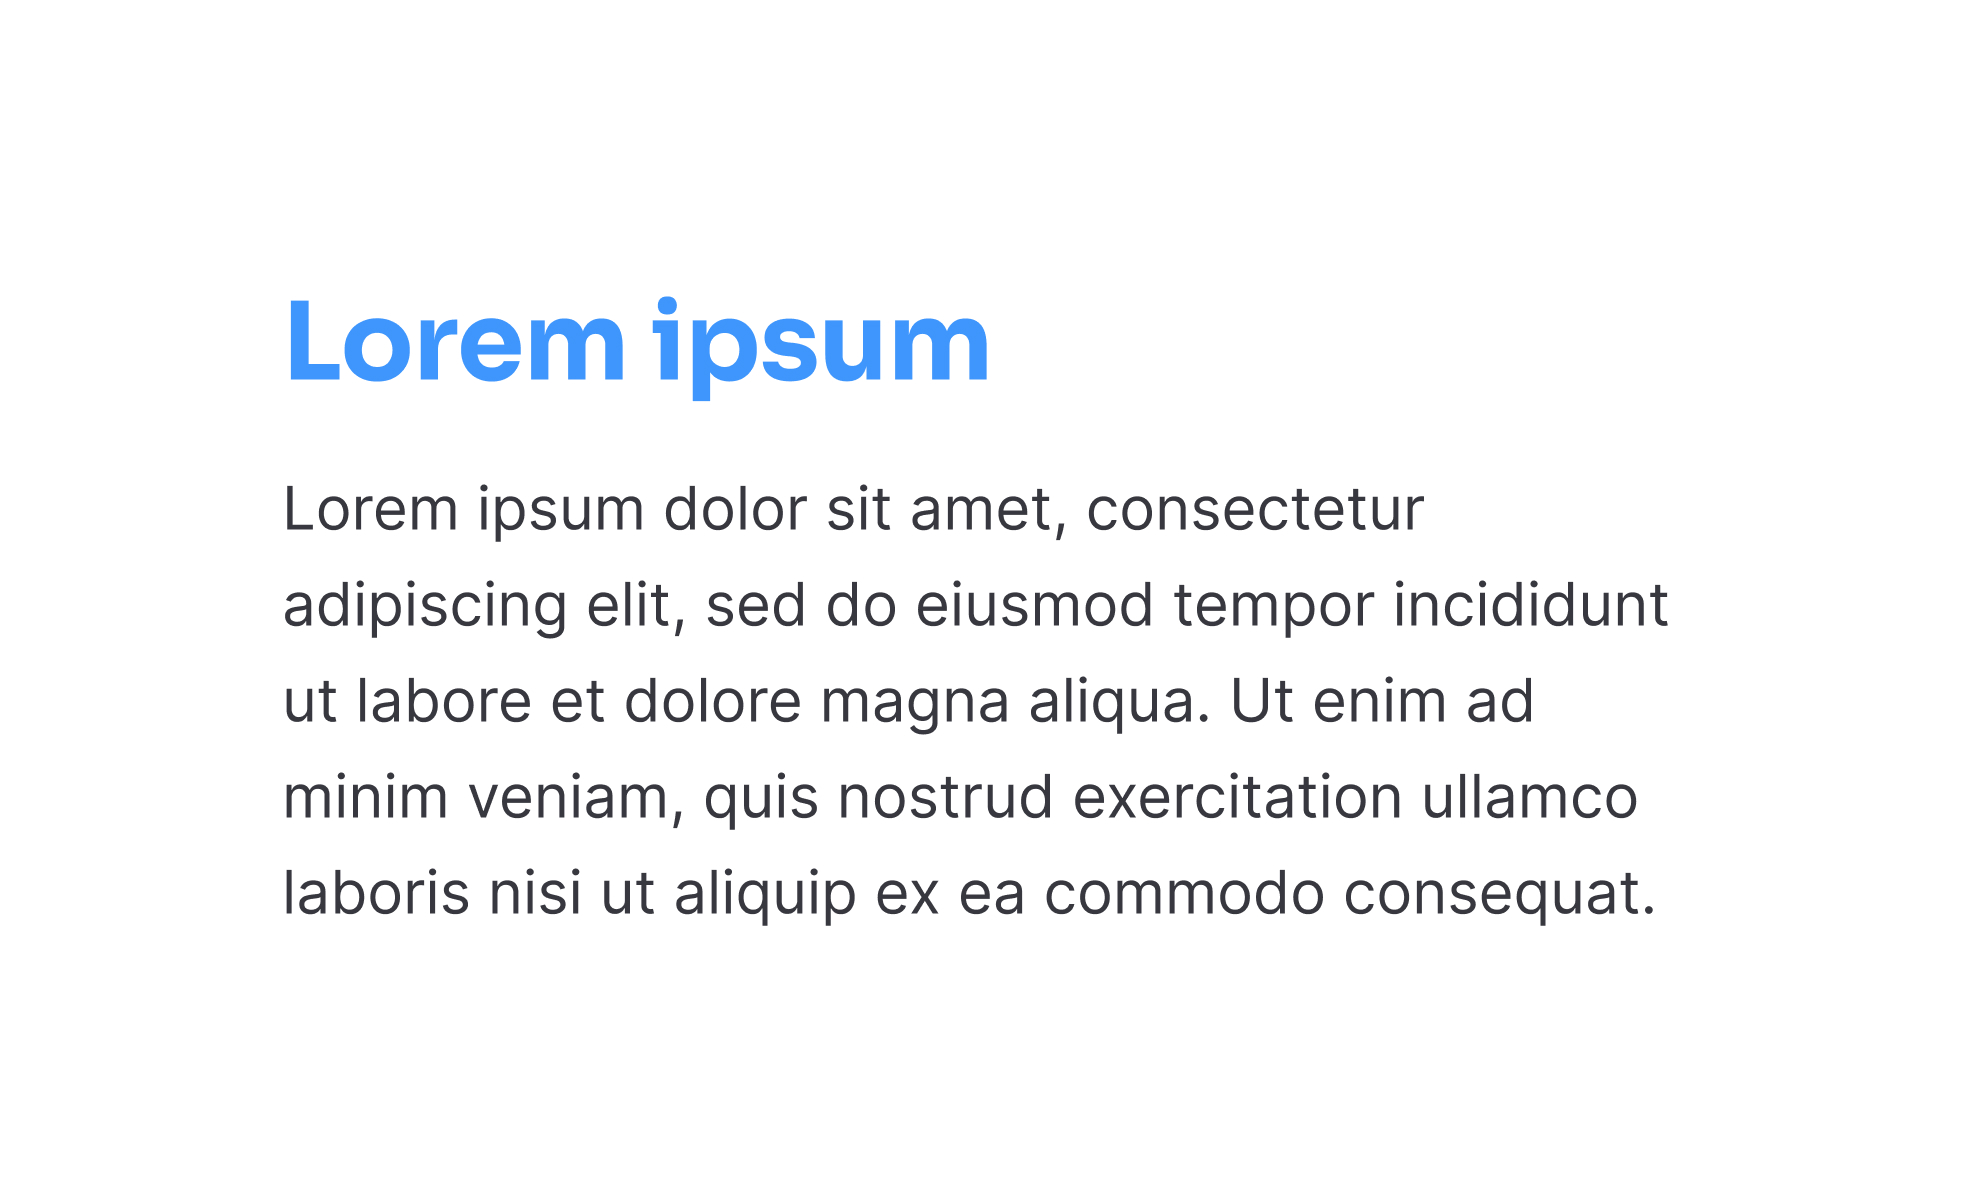 Lorem ipsum
Lorem ipsum dolor sit amet, consectetur
adipiscing elit, sed do eiusmod tempor incididunt
ut labore et dolore magna aliqua. Ut enim ad
minim veniam, quis nostrud exercitation ullamco
laboris nisi ut aliquip ex ea commodo consequat.